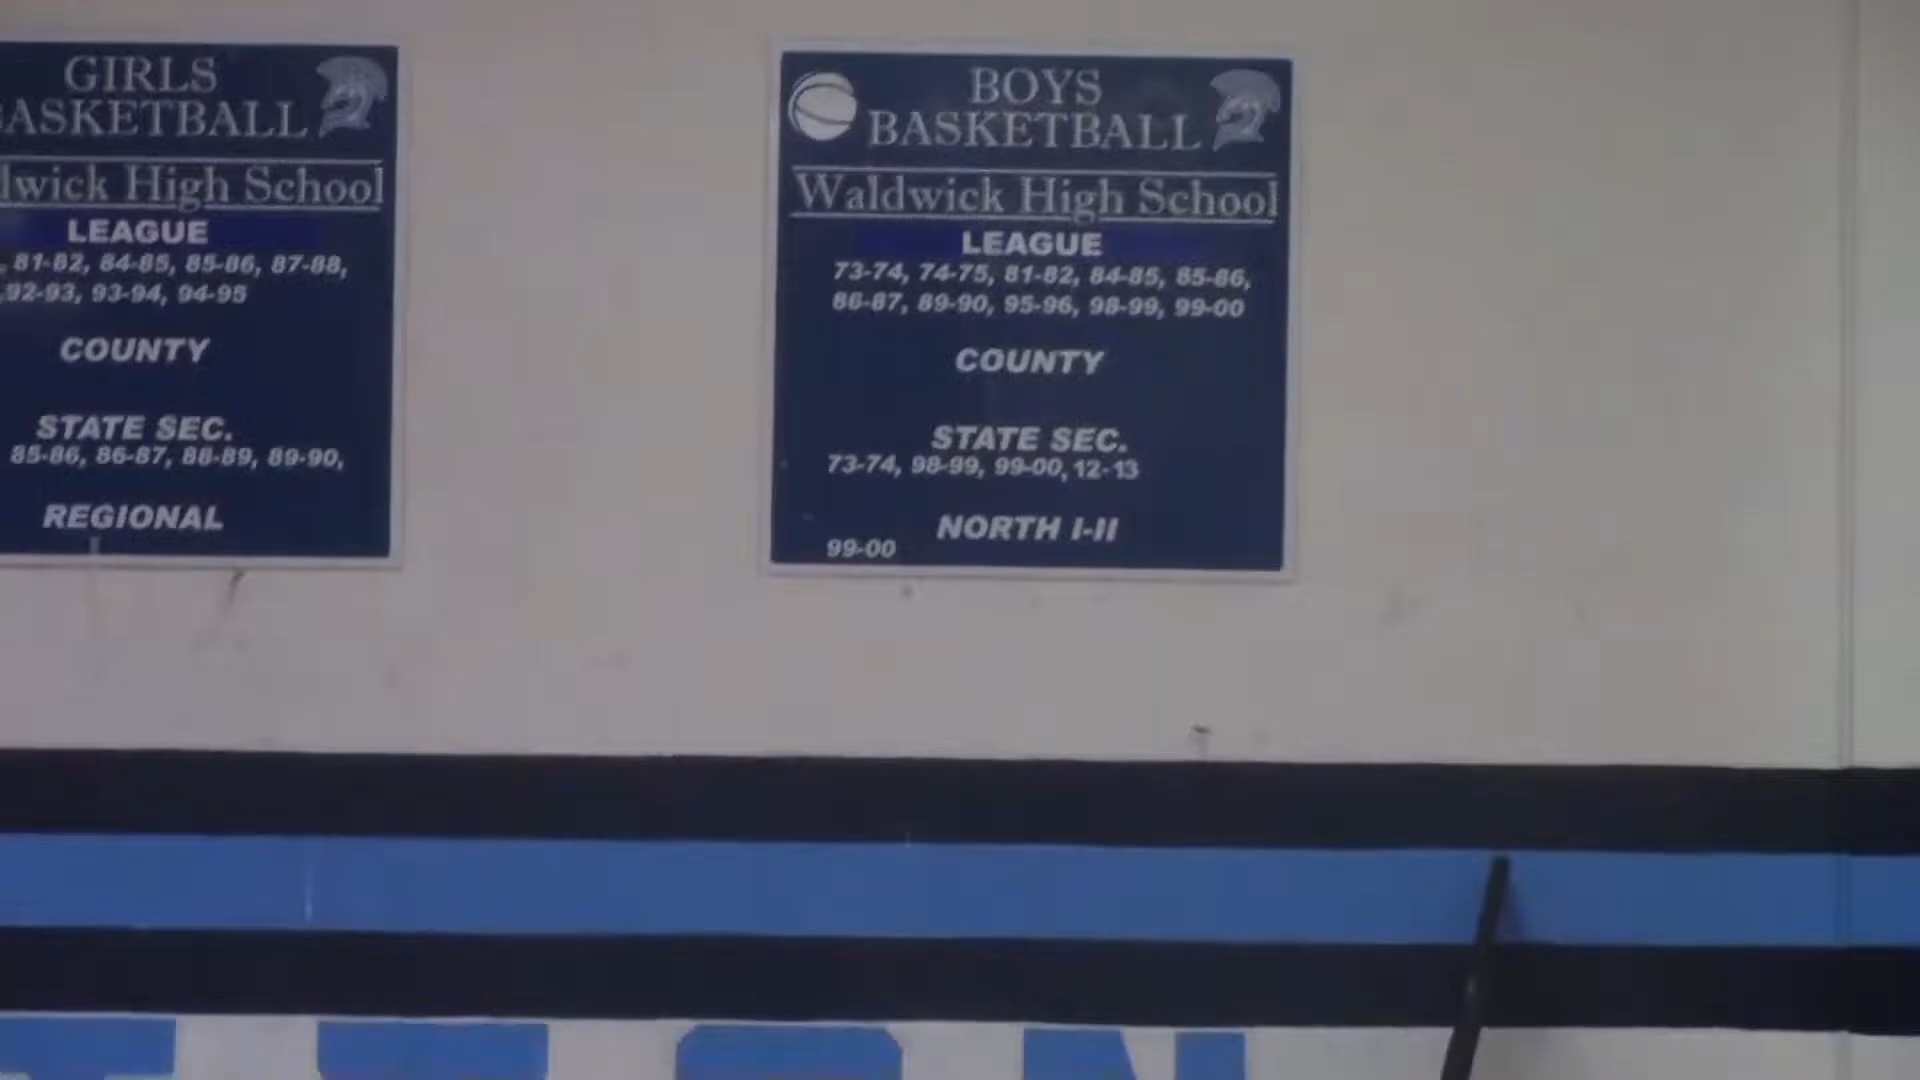 GIRLS
BASKETBALL
lwick High School
LEAGUE
, 81-82, 84-85, 85-86, 87-88,
,92-93, 93-94, 94-95
COUNTY
STATE SEC.
85-86, 86-87, 88-89, 89-90,
REGIONAL
BOYS
BASKETBALL
Waldwick High School
LEAGUE
73-74, 74-75, 81-82, 84-85, 85-86,
86-87, 89-90, 95-96, 98-99, 99-00
COUNTY
STATE SEC.
73-74, 98-99, 99-00, 12-13
NORTH I-II
99-00